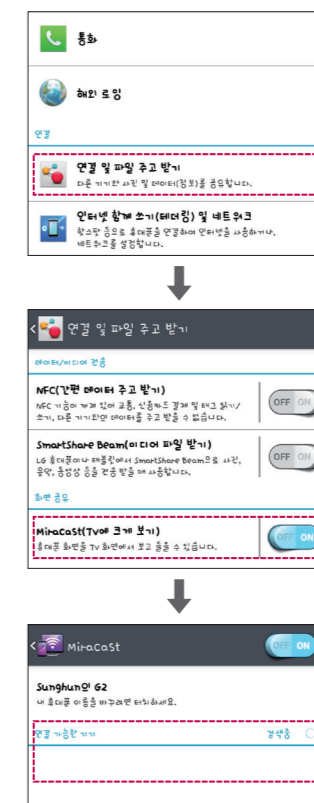 통화
해외 로밍
연결
연결 및 파일 주고 받기
다른 기기와 사진 및 데이터(정보)를 공유합니다.
인터넷 함께 쓰기(테더링) 및 네트워크
핫스팟 등으로 휴대폰을 연결하여 인터넷을 사용하거나,
네트워크를 설정합니다.
< 연결 및 파일 주고 받기
데이터/미디어 전송
NFC(간편 데이터 주고 받기)
NFC 기능이 켜져 있어 교통, 신용카드 결제 및 태그 읽기/
쓰기, 다른 기기와의 데이터를 주고 받을 수 없습니다.
OFF ON
SmartShare Beam(미디어 파일 받기)
LG 휴대폰이나 태블릿에서 SmartShare Beam으로 사진,
음악, 동영상 등을 전송 받을 때 사용합니다.
OFF ON
화면 공유
Miracast(TV에 크게 보기)
휴대폰 화면을 TV 화면에서 보고 들을 수 있습니다.
OFF ON
< Miracast
OFF ON
Sunghun의 G2
내 휴대폰 이름을 바꾸려면 터치하세요.
연결 가능한 기기
검색중